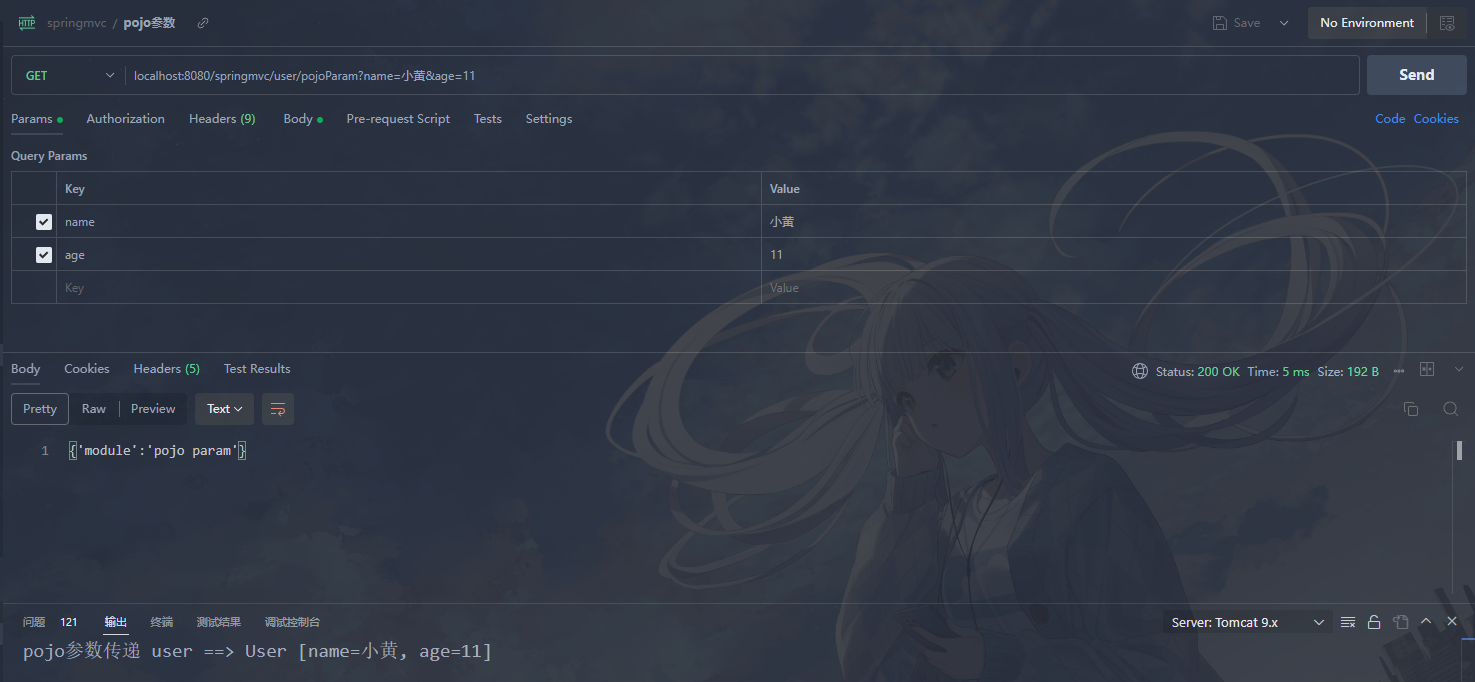 HTTP springmvc / pojo参数 Save No Environment
GET localhost:8080/springmvc/user/pojoParam?name=小黄&age=11 Send
Params Authorization Headers (9) Body Pre-request Script Tests Settings Code Cookies
Query Params
Key Value
name 小黄
age 11
Key Value
Body Cookies Headers (5) Test Results Status: 200 OK Time: 5 ms Size: 192 B
Pretty Raw Preview Text
1 {'module':'pojo param'}
问题 121 输出 终端 测试结果 调试控制台 Server: Tomcat 9.x
pojo参数传递 user ==> User [name=小黄, age=11]